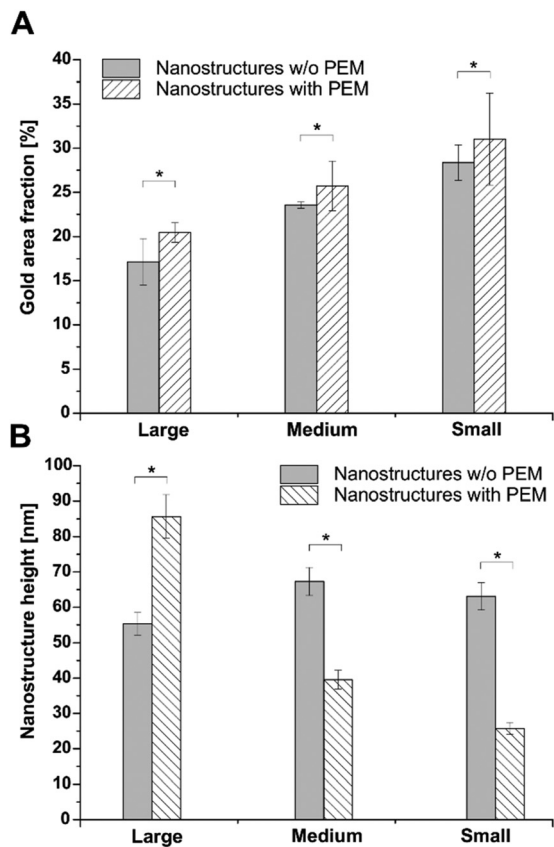 A
Gold area fraction [%]
40
35
30
25
20
15
10
5
0
Nanostructures w/o PEM
Nanostructures with PEM
*
*
*
Large Medium Small
B
Nanostructure height [nm]
100
90
80
70
60
50
40
30
20
10
0
Nanostructures w/o PEM
Nanostructures with PEM
*
*
*
Large Medium Small